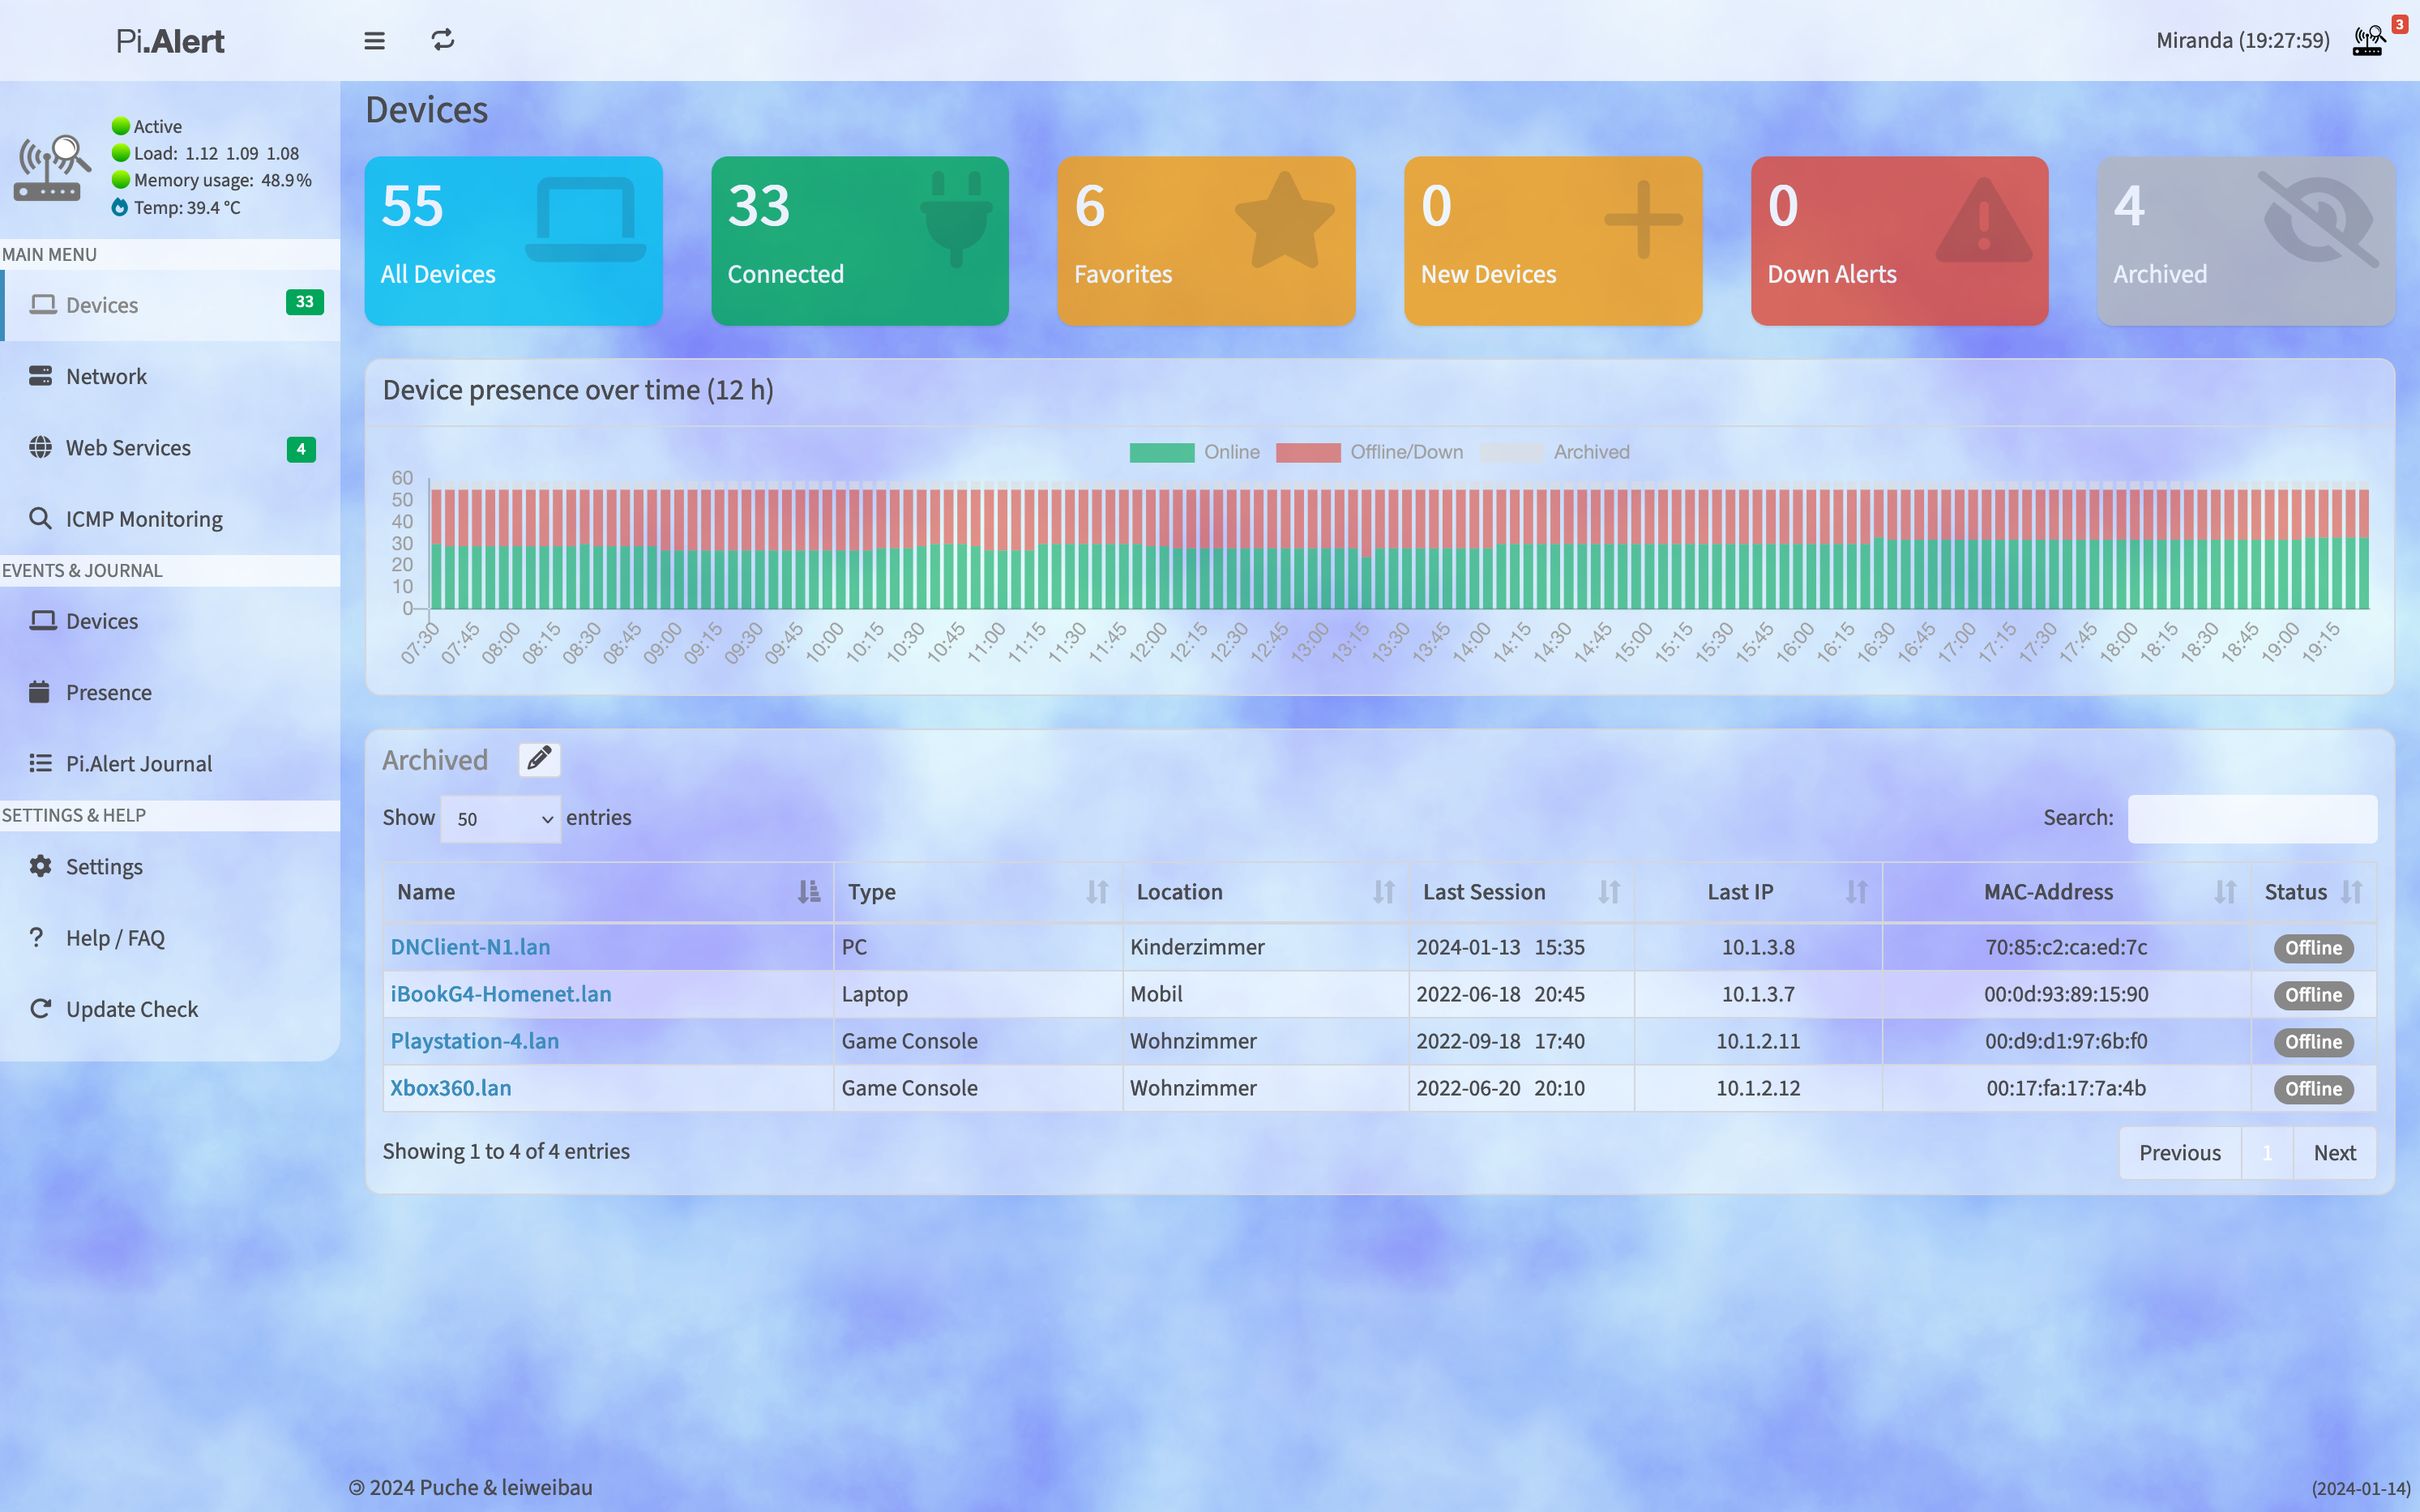 Pi.Alert
Miranda (19:27:59)
3
Active
Load: 1.12 1.09 1.08
Memory usage: 48.9%
Temp: 39.4 °C
MAIN MENU
Devices 33
Network
Web Services 4
ICMP Monitoring
EVENTS & JOURNAL
Devices
Presence
Pi.Alert Journal
SETTINGS & HELP
Settings
Help / FAQ
Update Check
Devices
55
All Devices
33
Connected
6
Favorites
0
New Devices
0
Down Alerts
4
Archived
Device presence over time (12 h)
Online Offline/Down Archived
60
50
40
30
20
10
0
07:30 07:45 08:00 08:15 08:30 08:45 09:00 09:15 09:30 09:45 10:00 10:15 10:30 10:45 11:00 11:15 11:30 11:45 12:00 12:15 12:30 12:45 13:00 13:15 13:30 13:45 14:00 14:15 14:30 14:45 15:00 15:15 15:30 15:45 16:00 16:15 16:30 16:45 17:00 17:15 17:30 17:45 18:00 18:15 18:30 18:45 19:00 19:15
Archived
Show 50 entries
Search:
Name Type Location Last Session Last IP MAC-Address Status
DNClient-N1.lan PC Kinderzimmer 2024-01-13 15:35 10.1.3.8 70:85:c2:ca:ed:7c Offline
iBookG4-Homenet.lan Laptop Mobil 2022-06-18 20:45 10.1.3.7 00:0d:93:89:15:90 Offline
Playstation-4.lan Game Console Wohnzimmer 2022-09-18 17:40 10.1.2.11 00:d9:d1:97:6b:f0 Offline
Xbox360.lan Game Console Wohnzimmer 2022-06-20 20:10 10.1.2.12 00:17:fa:17:7a:4b Offline
Showing 1 to 4 of 4 entries
Previous 1 Next
🄯 2024 Puche & leiweibau
(2024-01-14)